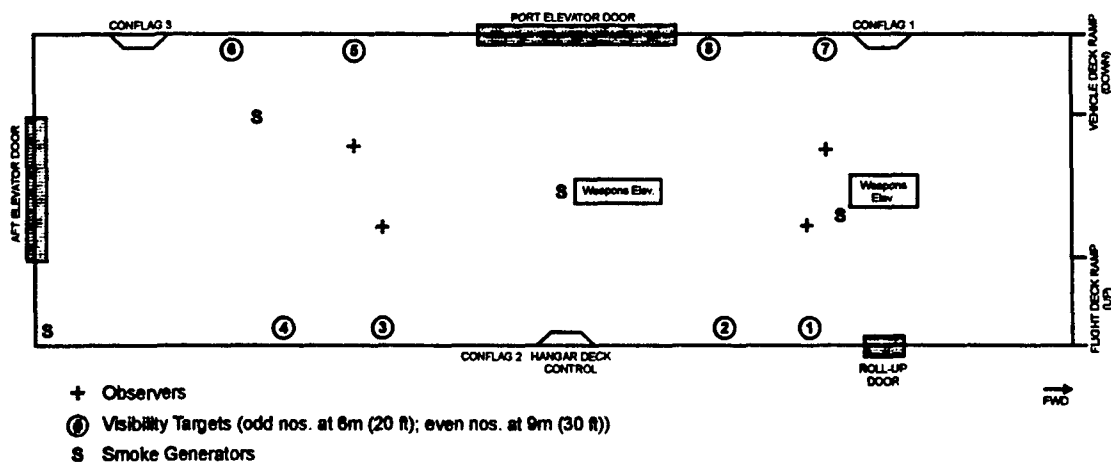 PORT ELEVATOR DOOR
CONFLAG 3
CONFLAG 1
6
5
8
7
VEHICLE DECK RAMP
(DOWN)
S
+
+
AFT ELEVATOR DOOR
S
Weapons Elev.
Weapons
Elev
S
+
+
FLIGHT DECK RAMP
(UP)
S
4
3
2
1
CONFLAG 2 HANGAR DECK
CONTROL
ROLL-UP
DOOR
FWD
+ Observers
Visibility Targets (odd nos. at 6m (20 ft); even nos. at 9m (30 ft))
S Smoke Generators